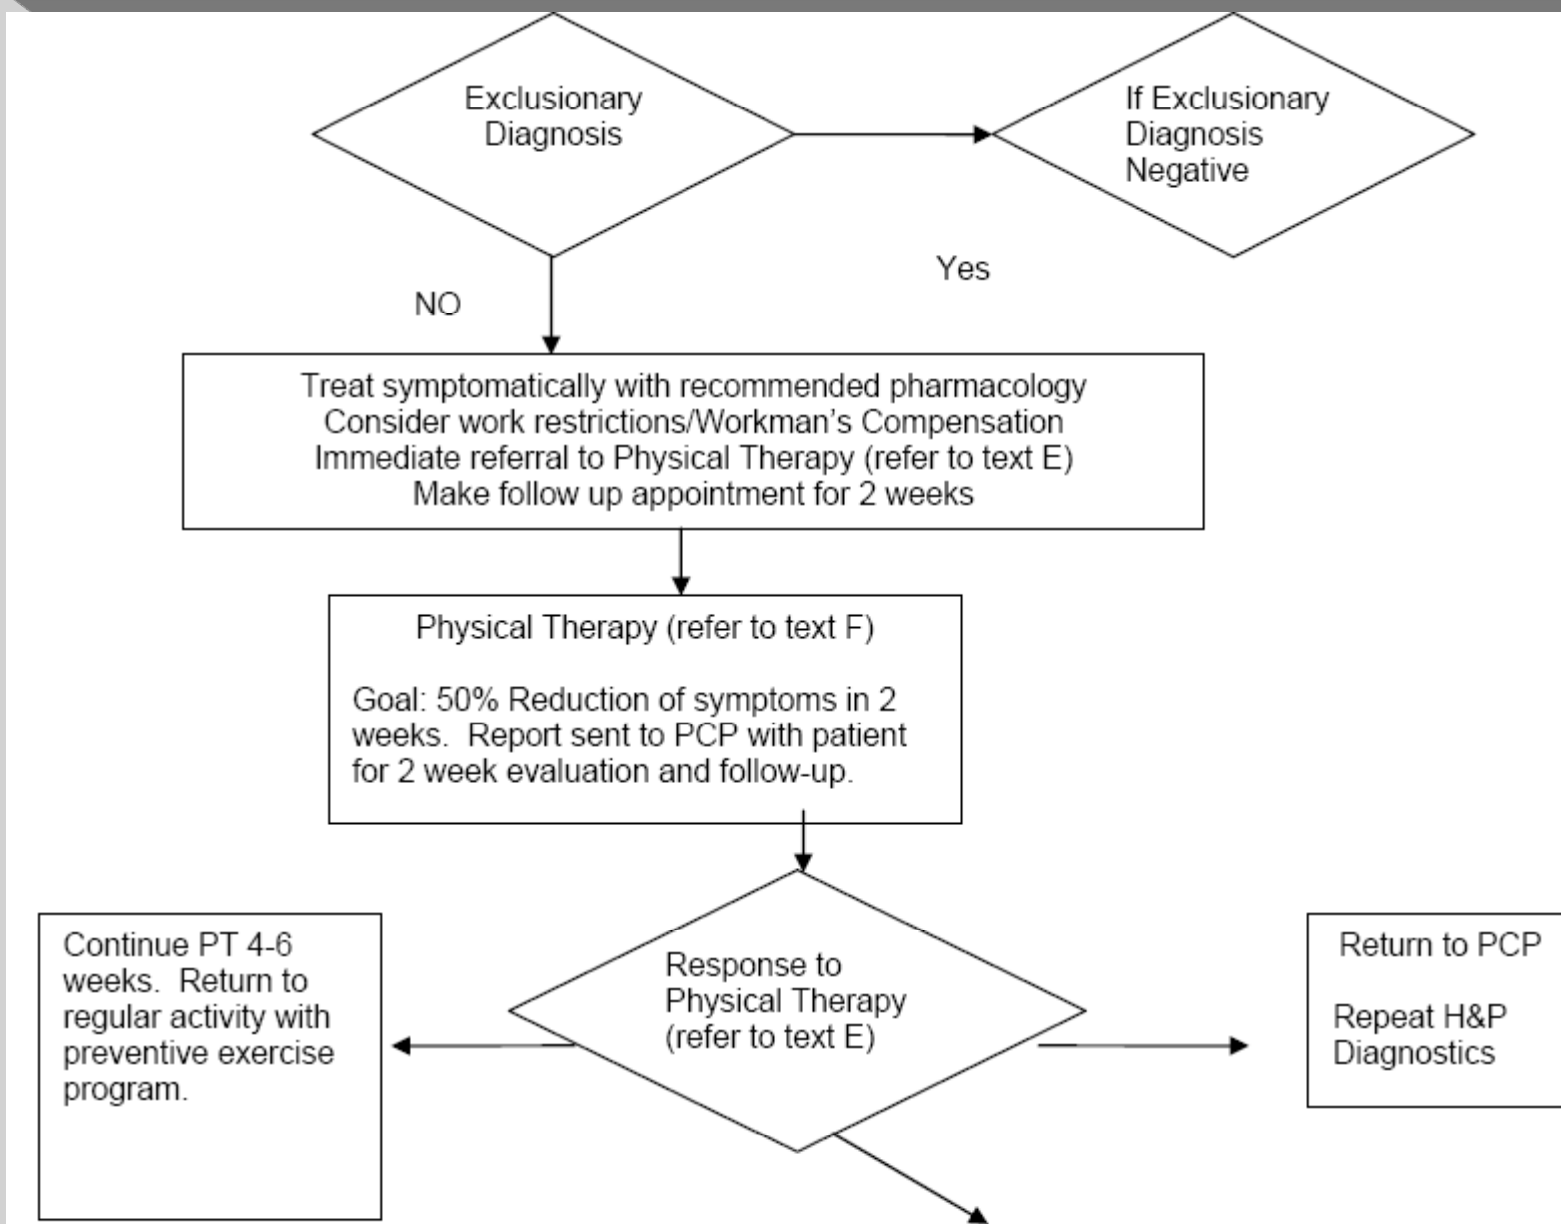 Exclusionary
Diagnosis
If Exclusionary
Diagnosis
Negative
Yes
NO
Treat symptomatically with recommended pharmacology
Consider work restrictions/Workman's Compensation
Immediate referral to Physical Therapy (refer to text E)
Make follow up appointment for 2 weeks
Physical Therapy (refer to text F)
Goal: 50% Reduction of symptoms in 2
weeks.  Report sent to PCP with patient
for 2 week evaluation and follow-up.
Continue PT 4-6
weeks.  Return to
regular activity with
preventive exercise
program.
Response to
Physical Therapy
(refer to text E)
Return to PCP
Repeat H&P
Diagnostics